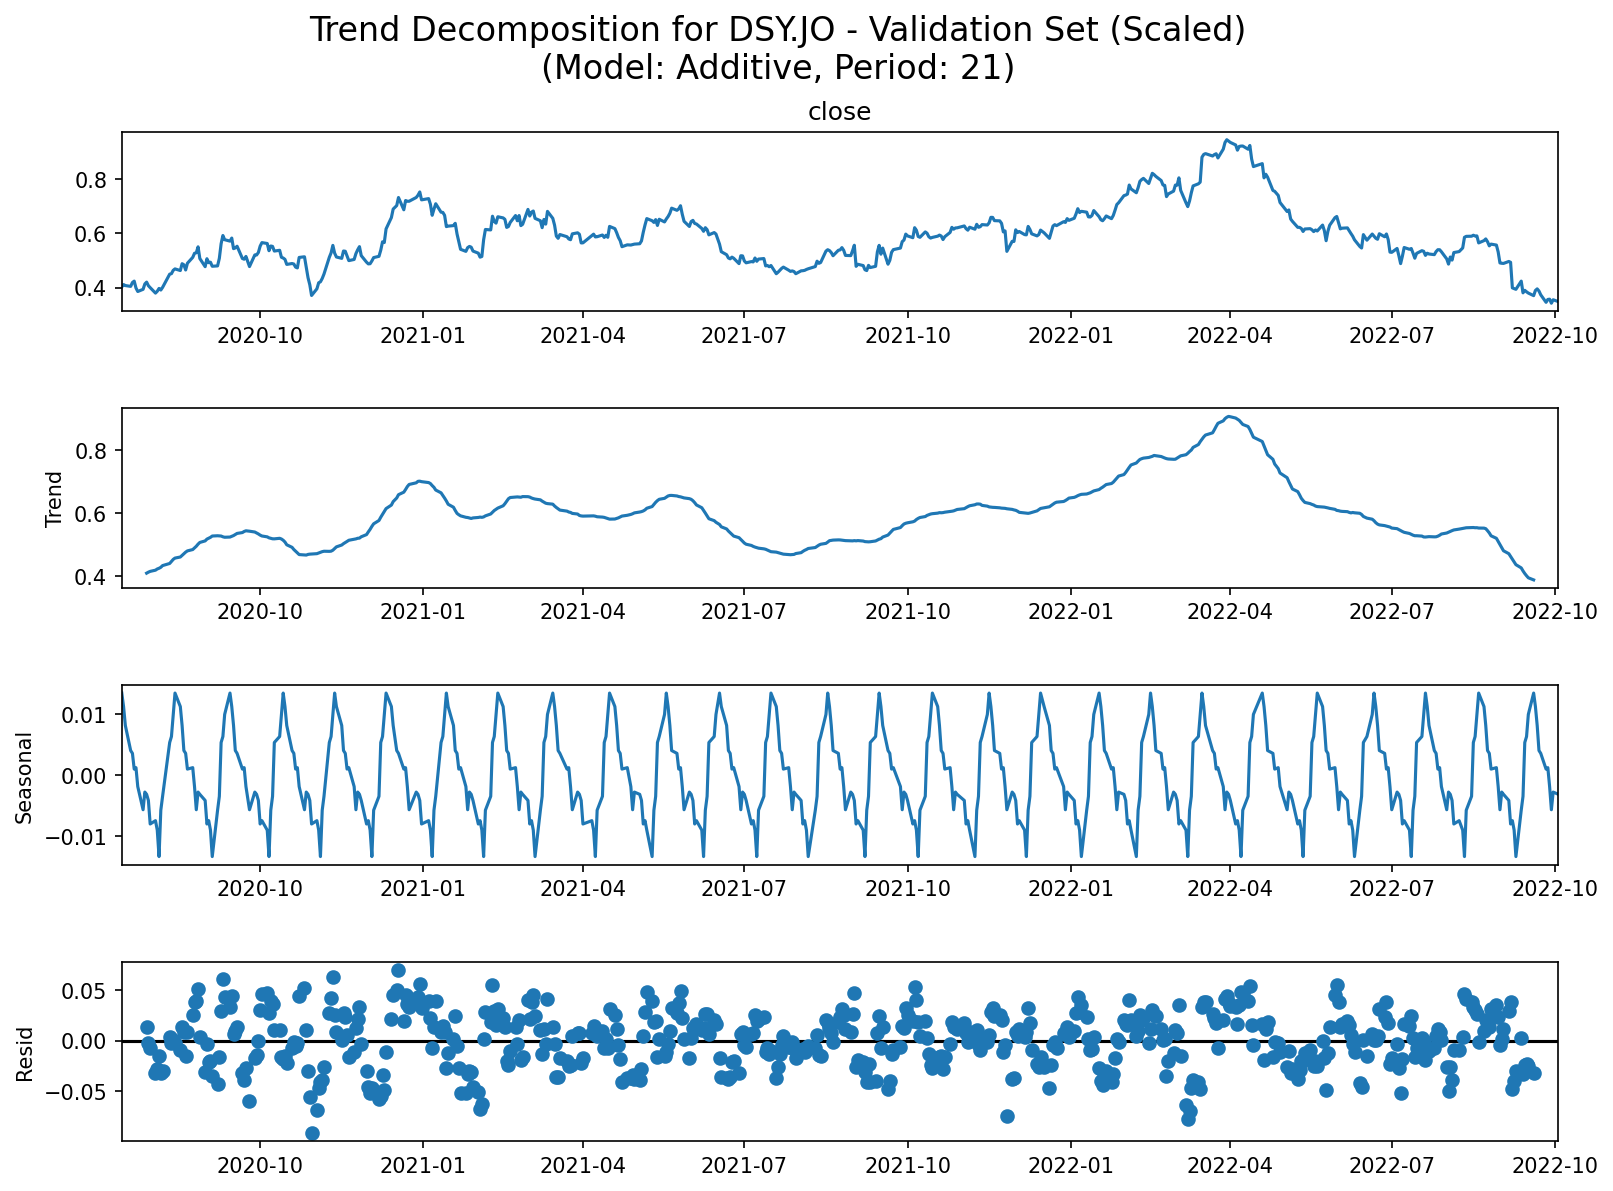 Trend Decomposition for DSY.JO - Validation Set (Scaled)
(Model: Additive, Period: 21)
close
0.8
0.6
0.4
2020-10 2021-01 2021-04 2021-07 2021-10 2022-01 2022-04 2022-07 2022-10
Trend
0.8
0.6
0.4
2020-10 2021-01 2021-04 2021-07 2021-10 2022-01 2022-04 2022-07 2022-10
Seasonal
0.01
0.00
−0.01
2020-10 2021-01 2021-04 2021-07 2021-10 2022-01 2022-04 2022-07 2022-10
Resid
0.05
0.00
−0.05
2020-10 2021-01 2021-04 2021-07 2021-10 2022-01 2022-04 2022-07 2022-10